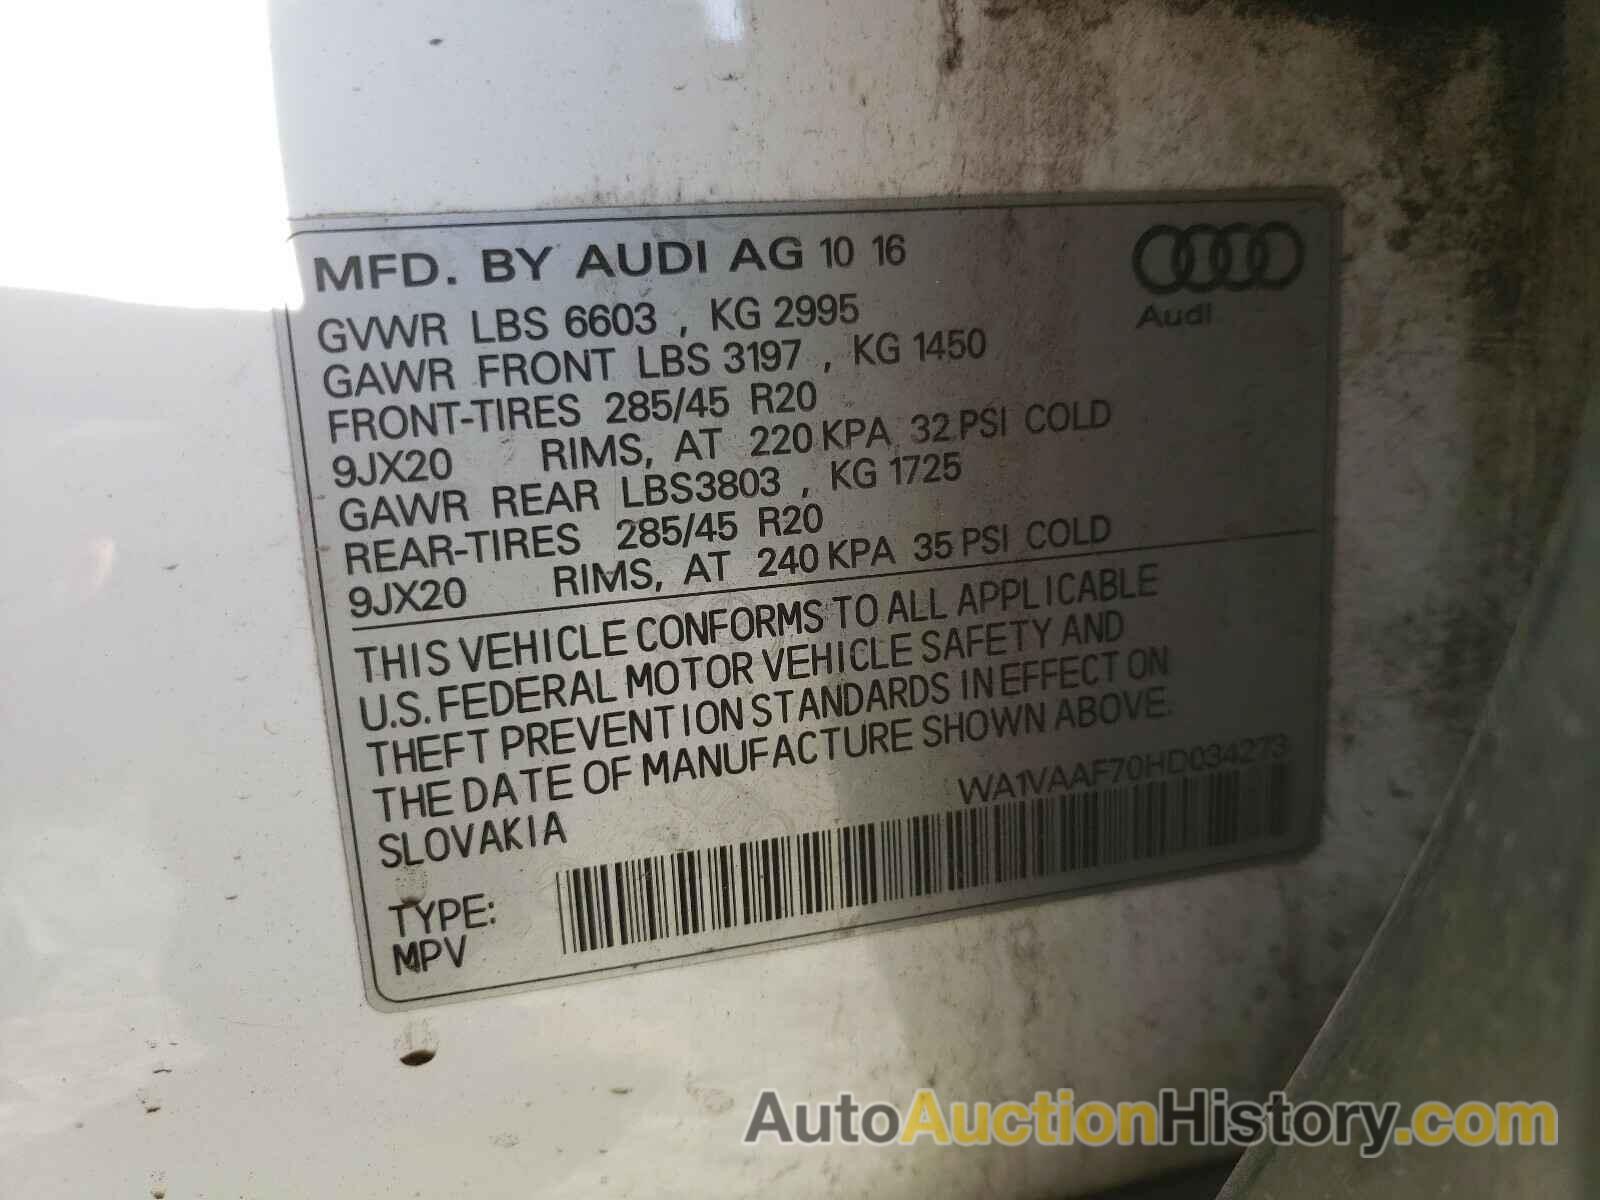 MFD. BY AUDI AG 10 16
GVWR LBS 6603 , KG 2995
GAWR FRONT LBS 3197 , KG 1450
FRONT-TIRES 285/45 R20
9JX20 RIMS, AT 220 KPA 32 PSI COLD
GAWR REAR LBS3803 , KG 1725
REAR-TIRES 285/45 R20
9JX20 RIMS, AT 240 KPA 35 PSI COLD
Audi
THIS VEHICLE CONFORMS TO ALL APPLICABLE
U.S. FEDERAL MOTOR VEHICLE SAFETY AND
THEFT PREVENTION STANDARDS IN EFFECT ON
THE DATE OF MANUFACTURE SHOWN ABOVE.
SLOVAKIA
WA1VAAF70HD034273
TYPE:
MPV
AutoAuctionHistory.com